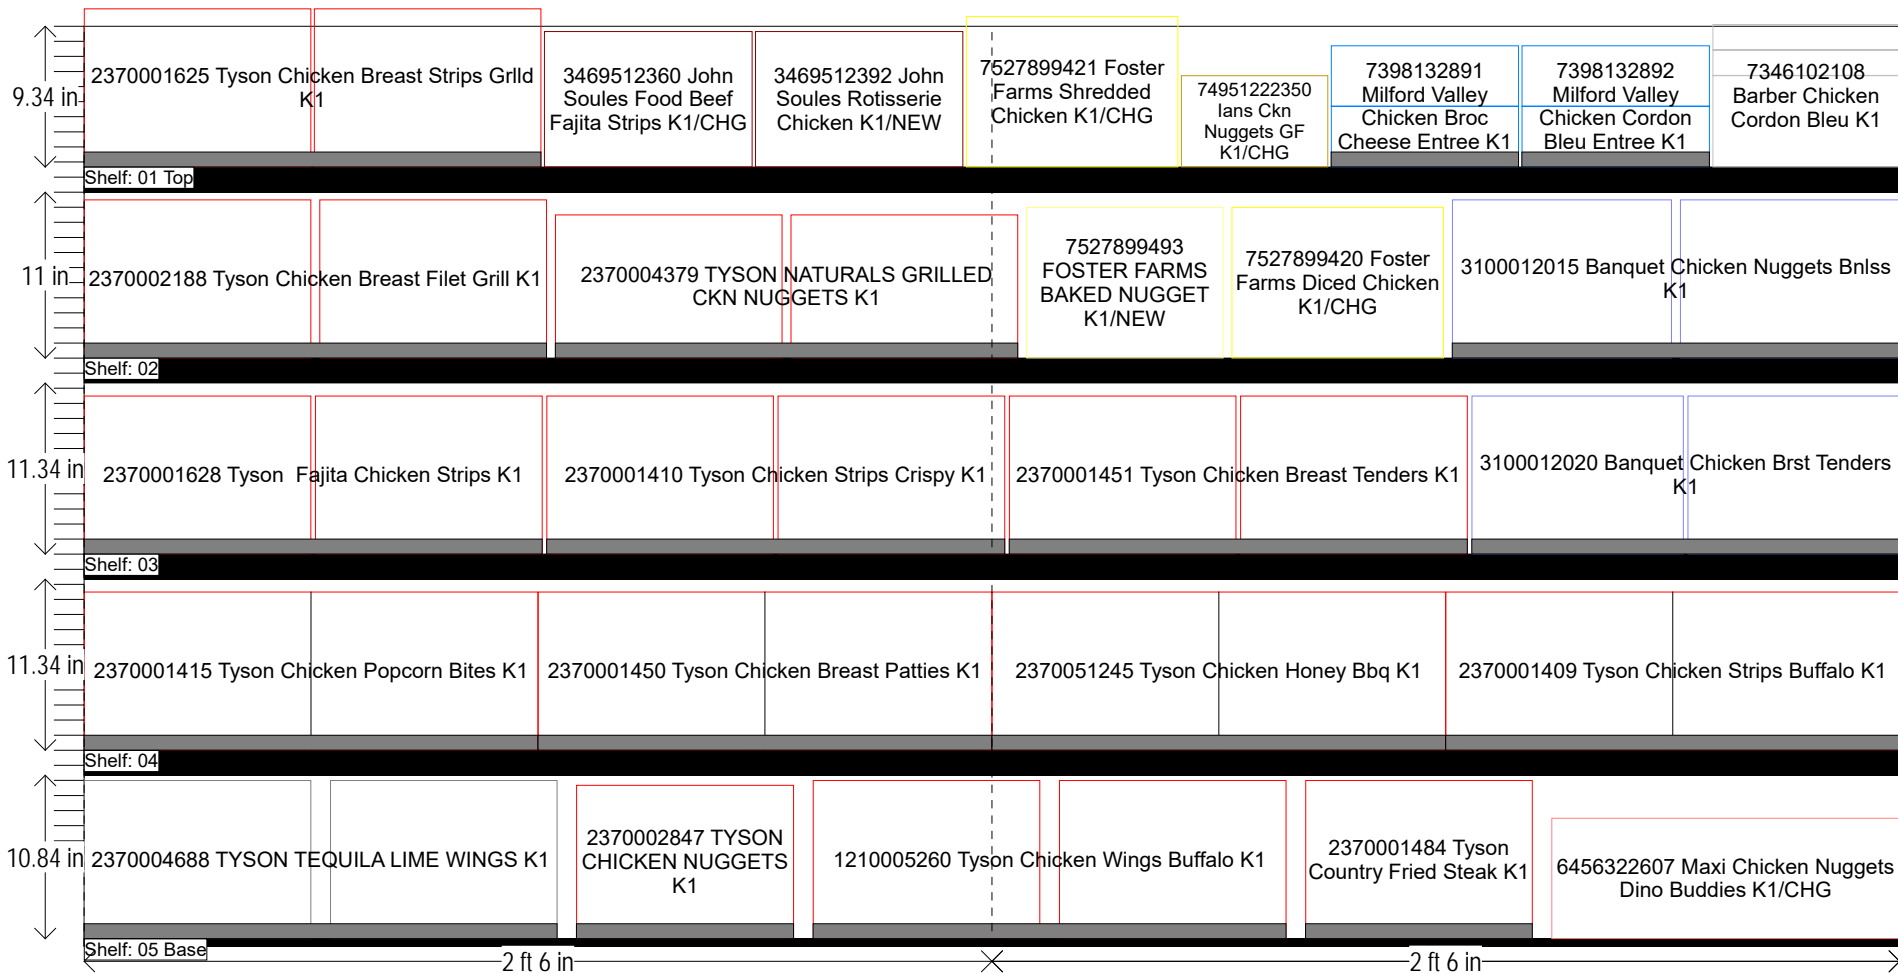 2370001625 Tyson Chicken Breast Strips Grlld
K1
3469512360 John
Soules Food Beef
Fajita Strips K1/CHG
3469512392 John
Soules Rotisserie
Chicken K1/NEW
7527899421 Foster
Farms Shredded
Chicken K1/CHG
74951222350
Ians Ckn
Nuggets GF
K1/CHG
7398132891
Milford Valley
Chicken Broc
Cheese Entree K1
7398132892
Milford Valley
Chicken Cordon
Bleu Entree K1
7346102108
Barber Chicken
Cordon Bleu K1
9.34 in
Shelf: 01 Top
2370002188 Tyson Chicken Breast Filet Grill K1
2370004379 TYSON NATURALS GRILLED
CKN NUGGETS K1
7527899493
FOSTER FARMS
BAKED NUGGET
K1/NEW
7527899420 Foster
Farms Diced Chicken
K1/CHG
3100012015 Banquet Chicken Nuggets Bnlss
K1
11 in
Shelf: 02
2370001628 Tyson  Fajita Chicken Strips K1
2370001410 Tyson Chicken Strips Crispy K1
2370001451 Tyson Chicken Breast Tenders K1
3100012020 Banquet Chicken Brst Tenders
K1
11.34 in
Shelf: 03
2370001415 Tyson Chicken Popcorn Bites K1
2370001450 Tyson Chicken Breast Patties K1
2370051245 Tyson Chicken Honey Bbq K1
2370001409 Tyson Chicken Strips Buffalo K1
11.34 in
Shelf: 04
2370004688 TYSON TEQUILA LIME WINGS K1
2370002847 TYSON
CHICKEN NUGGETS
K1
1210005260 Tyson Chicken Wings Buffalo K1
2370001484 Tyson
Country Fried Steak K1
6456322607 Maxi Chicken Nuggets
Dino Buddies K1/CHG
10.84 in
Shelf: 05 Base
2 ft 6 in
2 ft 6 in